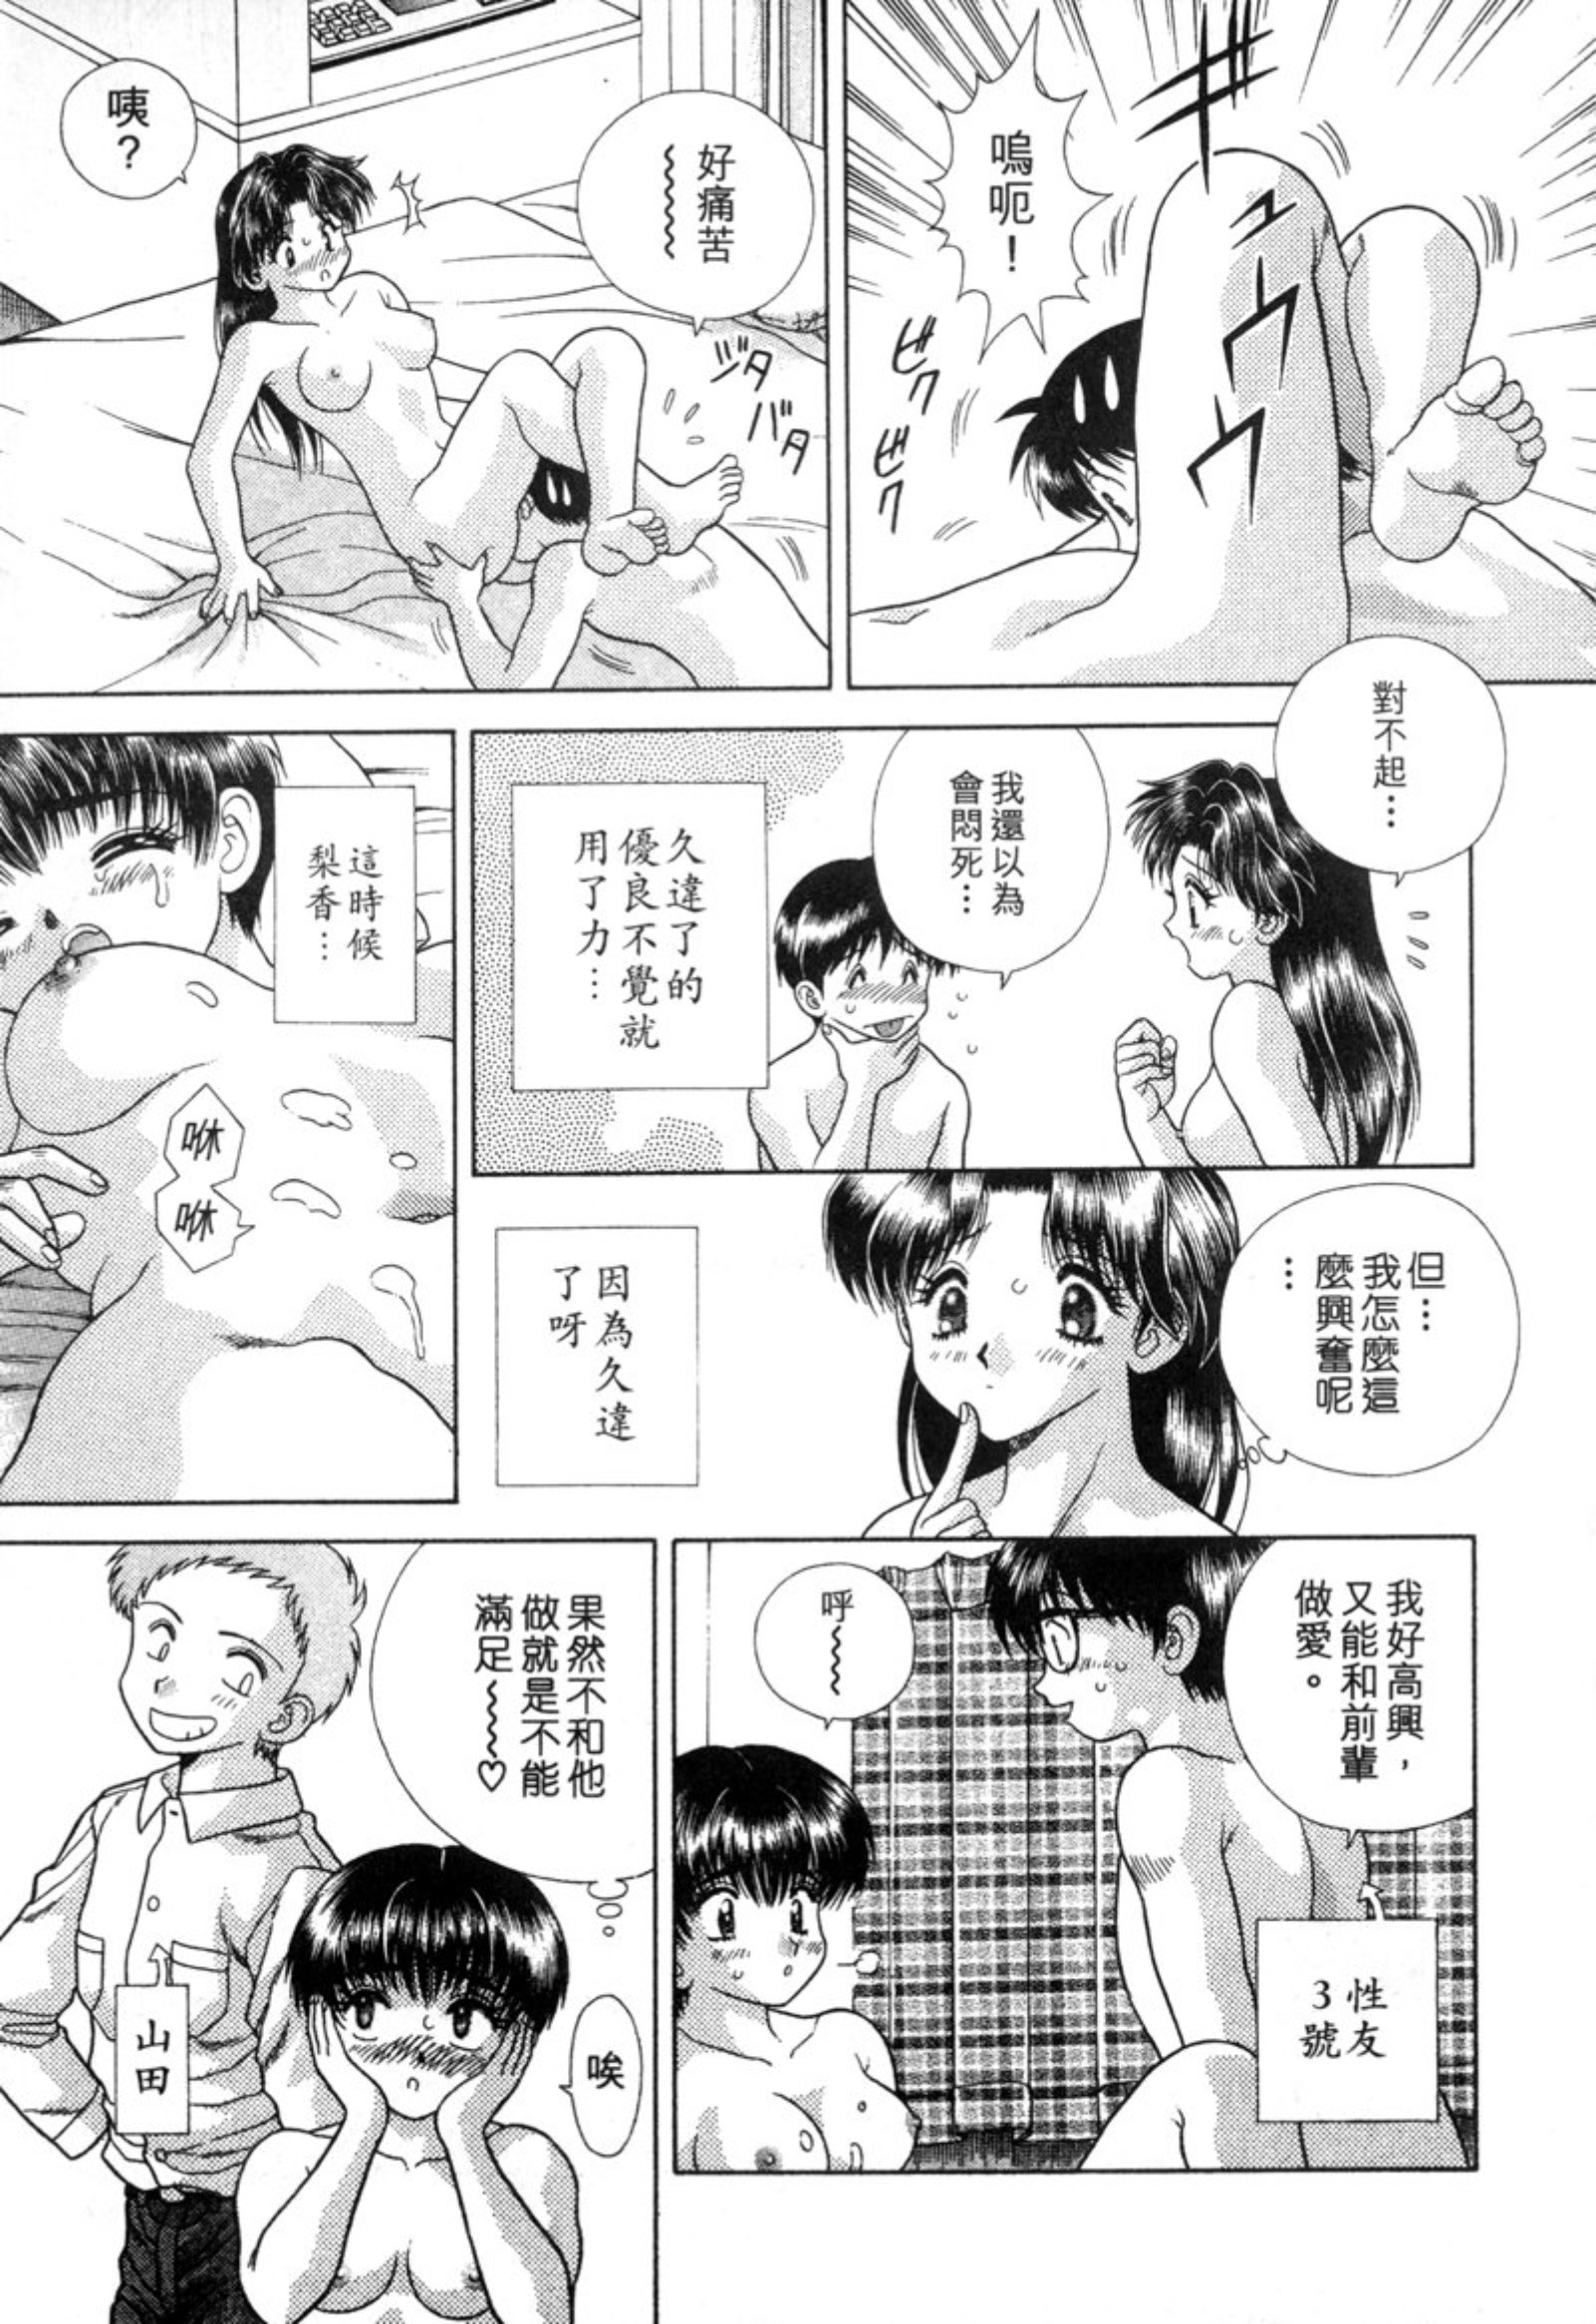 嗚呃！
ビク
ビク
ギュウウ
好痛苦～～～
咦？
ジタ
バタ
對不起…
我還以為
會悶死…
久違了的
優良不覺就
用了力…
但…
我怎麼這
麼興奮呢
…
因為久違
了呀
這時候
梨香…
咻
咻
我好高興，
又能和前輩
做愛。
性友
3號
呼～～～
果然不和他
做就是不能
滿足～～～♡
唉
山田